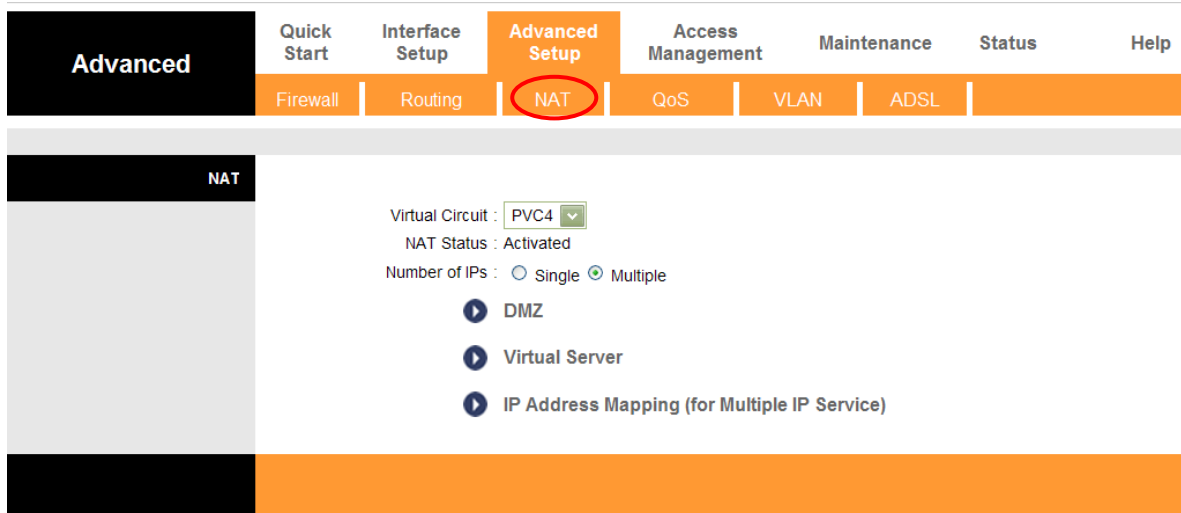 Advanced
Quick Start
Interface Setup
Advanced Setup
Access Management
Maintenance
Status
Help
Firewall
Routing
NAT
QoS
VLAN
ADSL
NAT
Virtual Circuit : PVC4
NAT Status : Activated
Number of IPs : Single Multiple
DMZ
Virtual Server
IP Address Mapping (for Multiple IP Service)